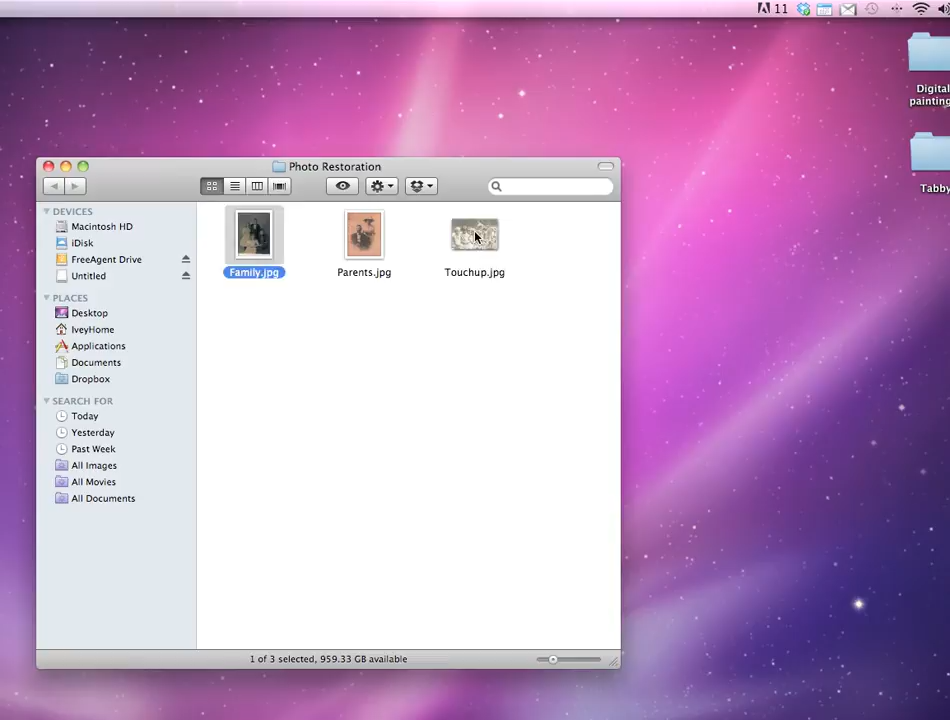 11
Digital
painting
Tabby
Photo Restoration
DEVICES
Macintosh HD
iDisk
FreeAgent Drive
Untitled
PLACES
Desktop
IveyHome
Applications
Documents
Dropbox
SEARCH FOR
Today
Yesterday
Past Week
All Images
All Movies
All Documents
Family.jpg
Parents.jpg
Touchup.jpg
1 of 3 selected, 959.33 GB available